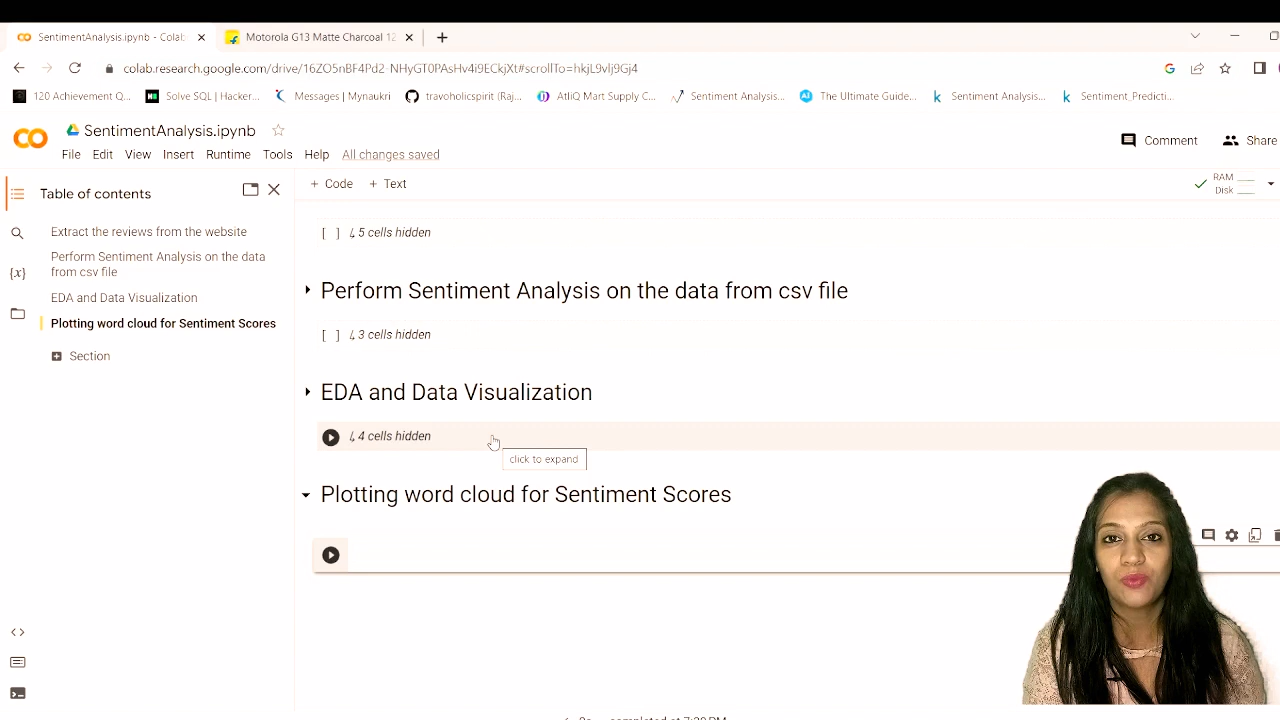 SentimentAnalysis.ipynb - Colab
Motorola G13 Matte Charcoal 12
colab.research.google.com/drive/16ZO5nBF4Pd2-NHyGT0PAsHv4i9ECkjXt#scrollTo=hkjL9vlj9Gj4
120 Achievement Q...
Solve SQL | Hacker...
Messages | Mynaukri
travoholicspirit (Raj...
AtliQ Mart Supply C...
Sentiment Analysis...
The Ultimate Guide...
Sentiment Analysis...
Sentiment_Predicti...
SentimentAnalysis.ipynb
Comment
Share
File Edit View Insert Runtime Tools Help All changes saved
Table of contents
+ Code + Text
RAM
Disk
Extract the reviews from the website
[ ] ↳ 5 cells hidden
Perform Sentiment Analysis on the data
from csv file
Perform Sentiment Analysis on the data from csv file
EDA and Data Visualization
Plotting word cloud for Sentiment Scores
[ ] ↳ 3 cells hidden
Section
EDA and Data Visualization
↳ 4 cells hidden
click to expand
Plotting word cloud for Sentiment Scores